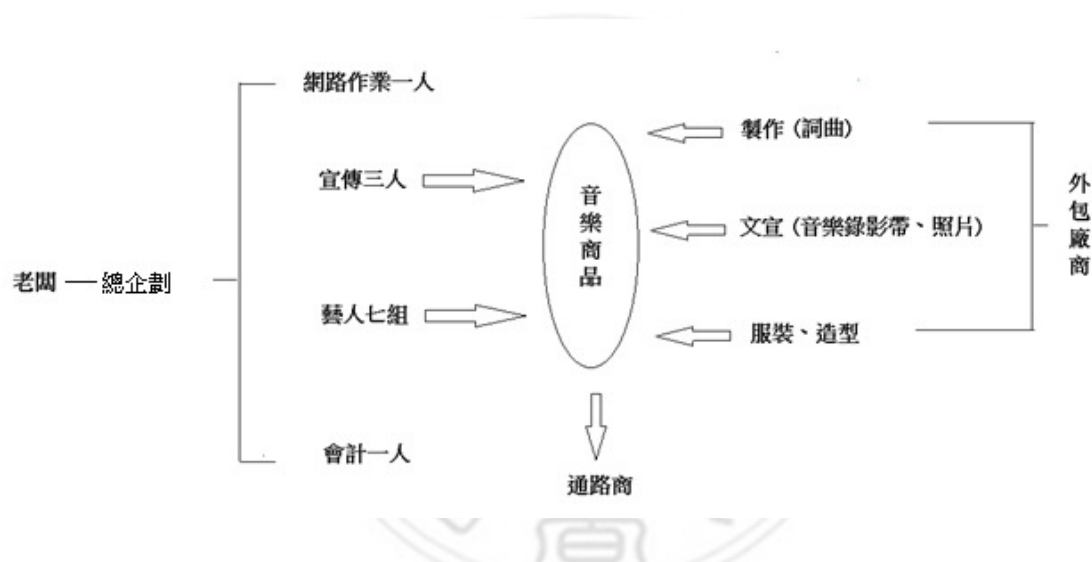 網路作業一人
製作 (詞曲)
宣傳三人
音樂商品
文宣 (音樂錄影帶、照片)
外包廠商
老闆 — 總企劃
藝人七組
服裝、造型
會計一人
通路商